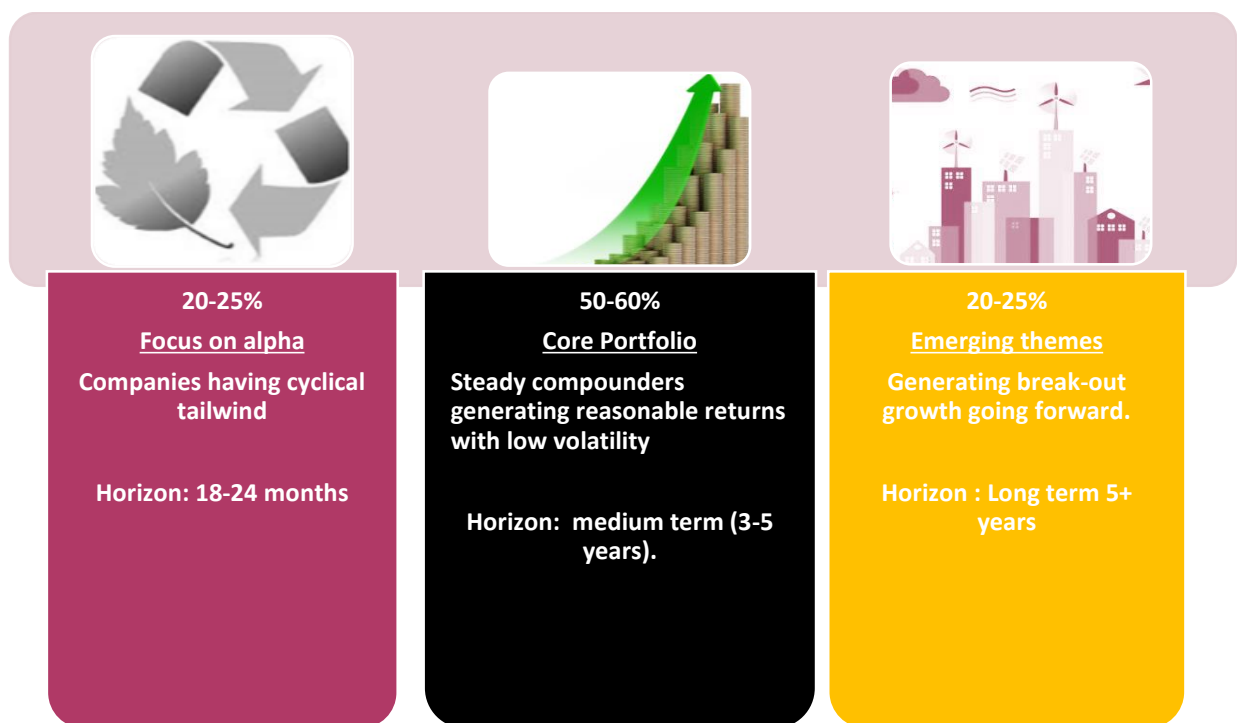 20-25%
Focus on alpha
Companies having cyclical
tailwind
Horizon: 18-24 months
50-60%
Core Portfolio
Steady compounders
generating reasonable returns
with low volatility
Horizon:  medium term (3-5
years).
20-25%
Emerging themes
Generating break-out
growth going forward.
Horizon : Long term 5+
years